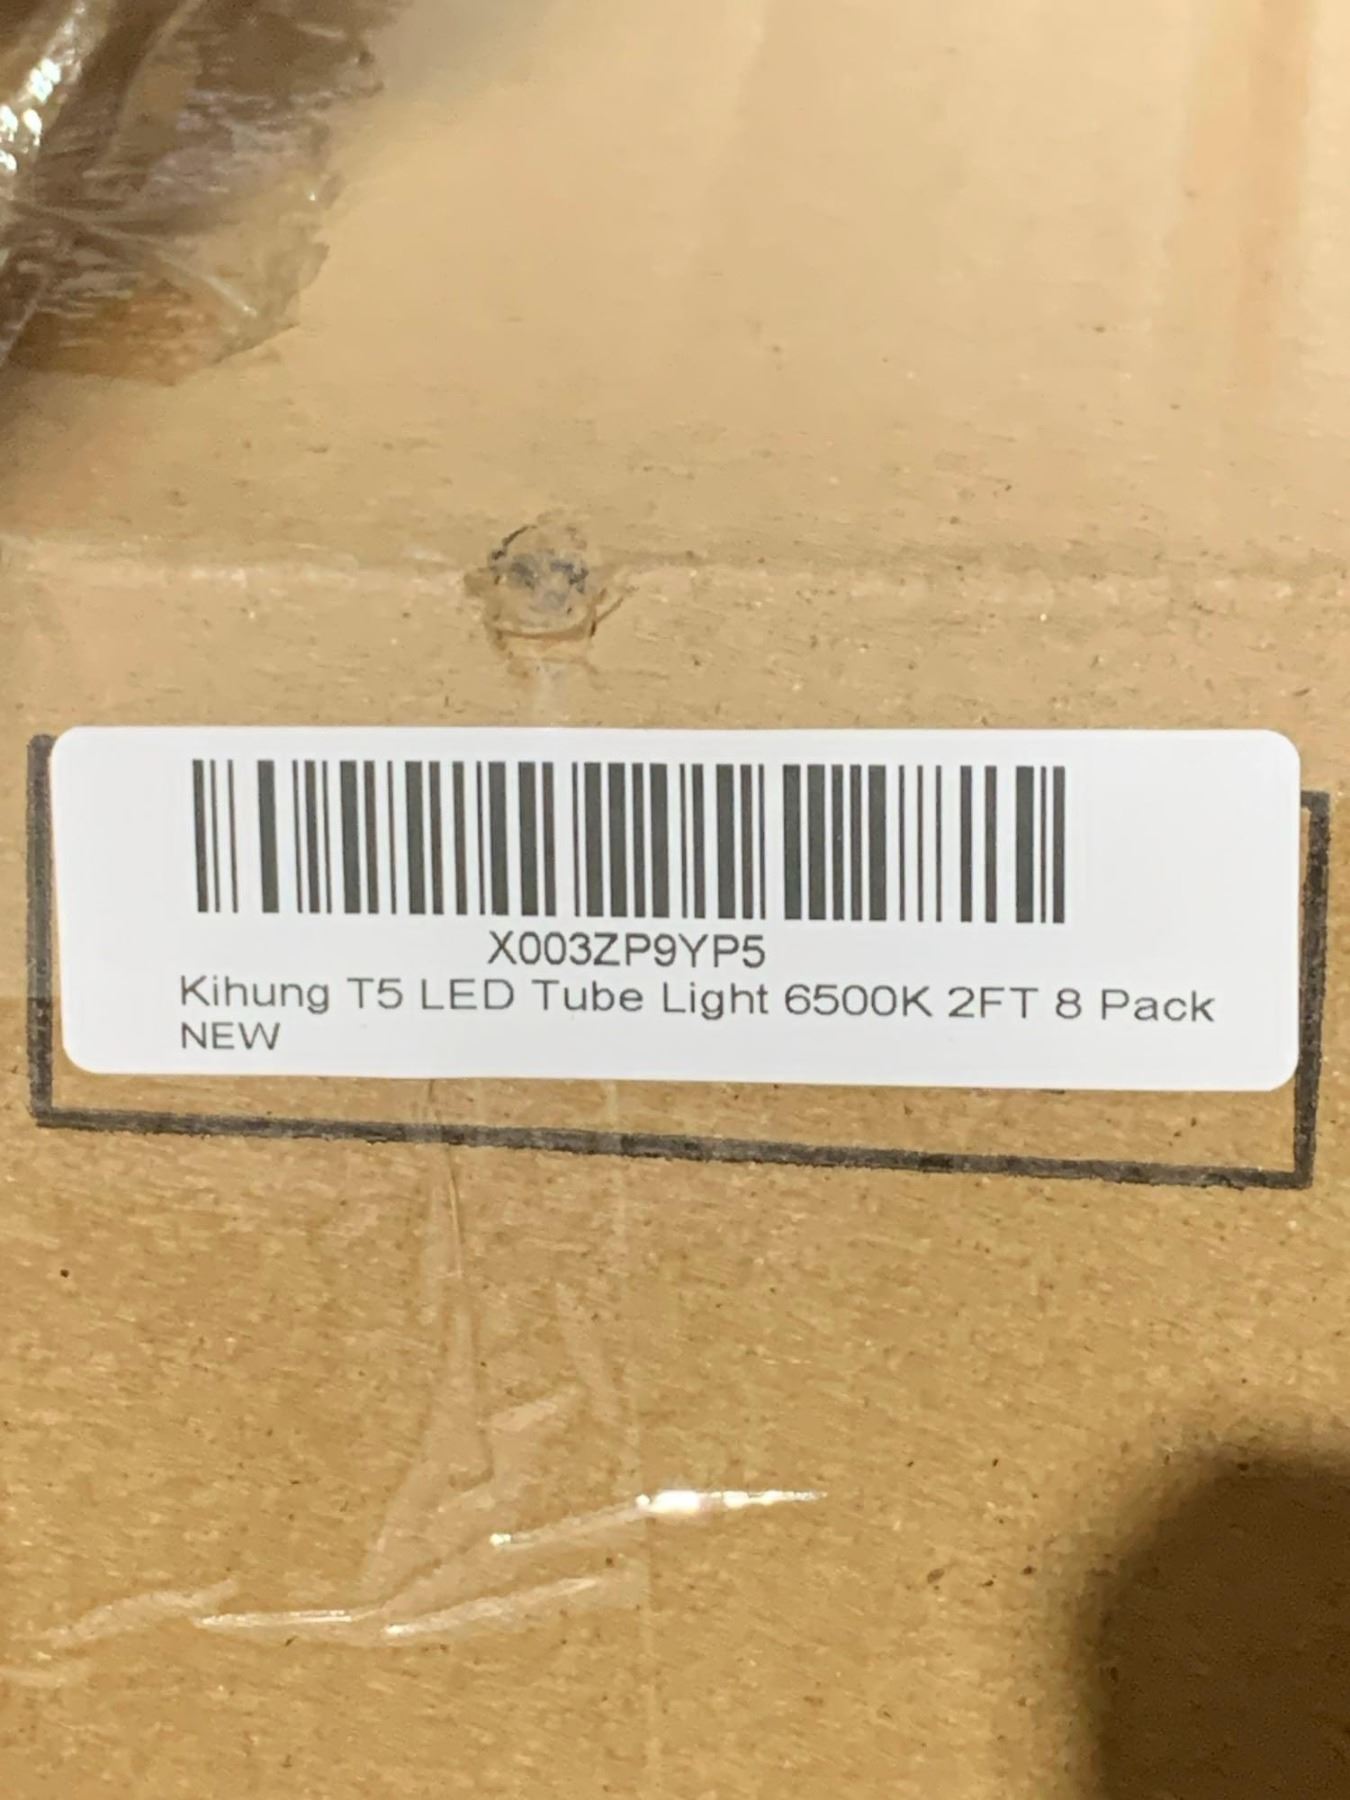 X003ZP9YP5
Kihung T5 LED Tube Light 6500K 2FT 8 Pack
NEW